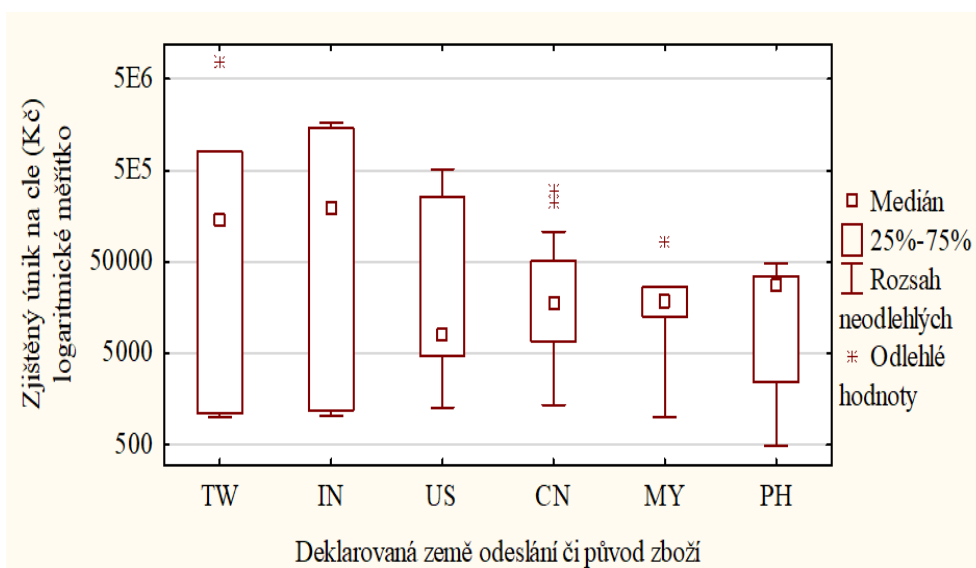 Zjištěný únik na cle (Kč)
logaritmické měřítko
5E6
5E5
50000
5000
500
TW IN US CN MY PH
Deklarovaná země odeslání či původ zboží
Medián
25%-75%
Rozsah
neodlehlých
Odlehlé
hodnoty